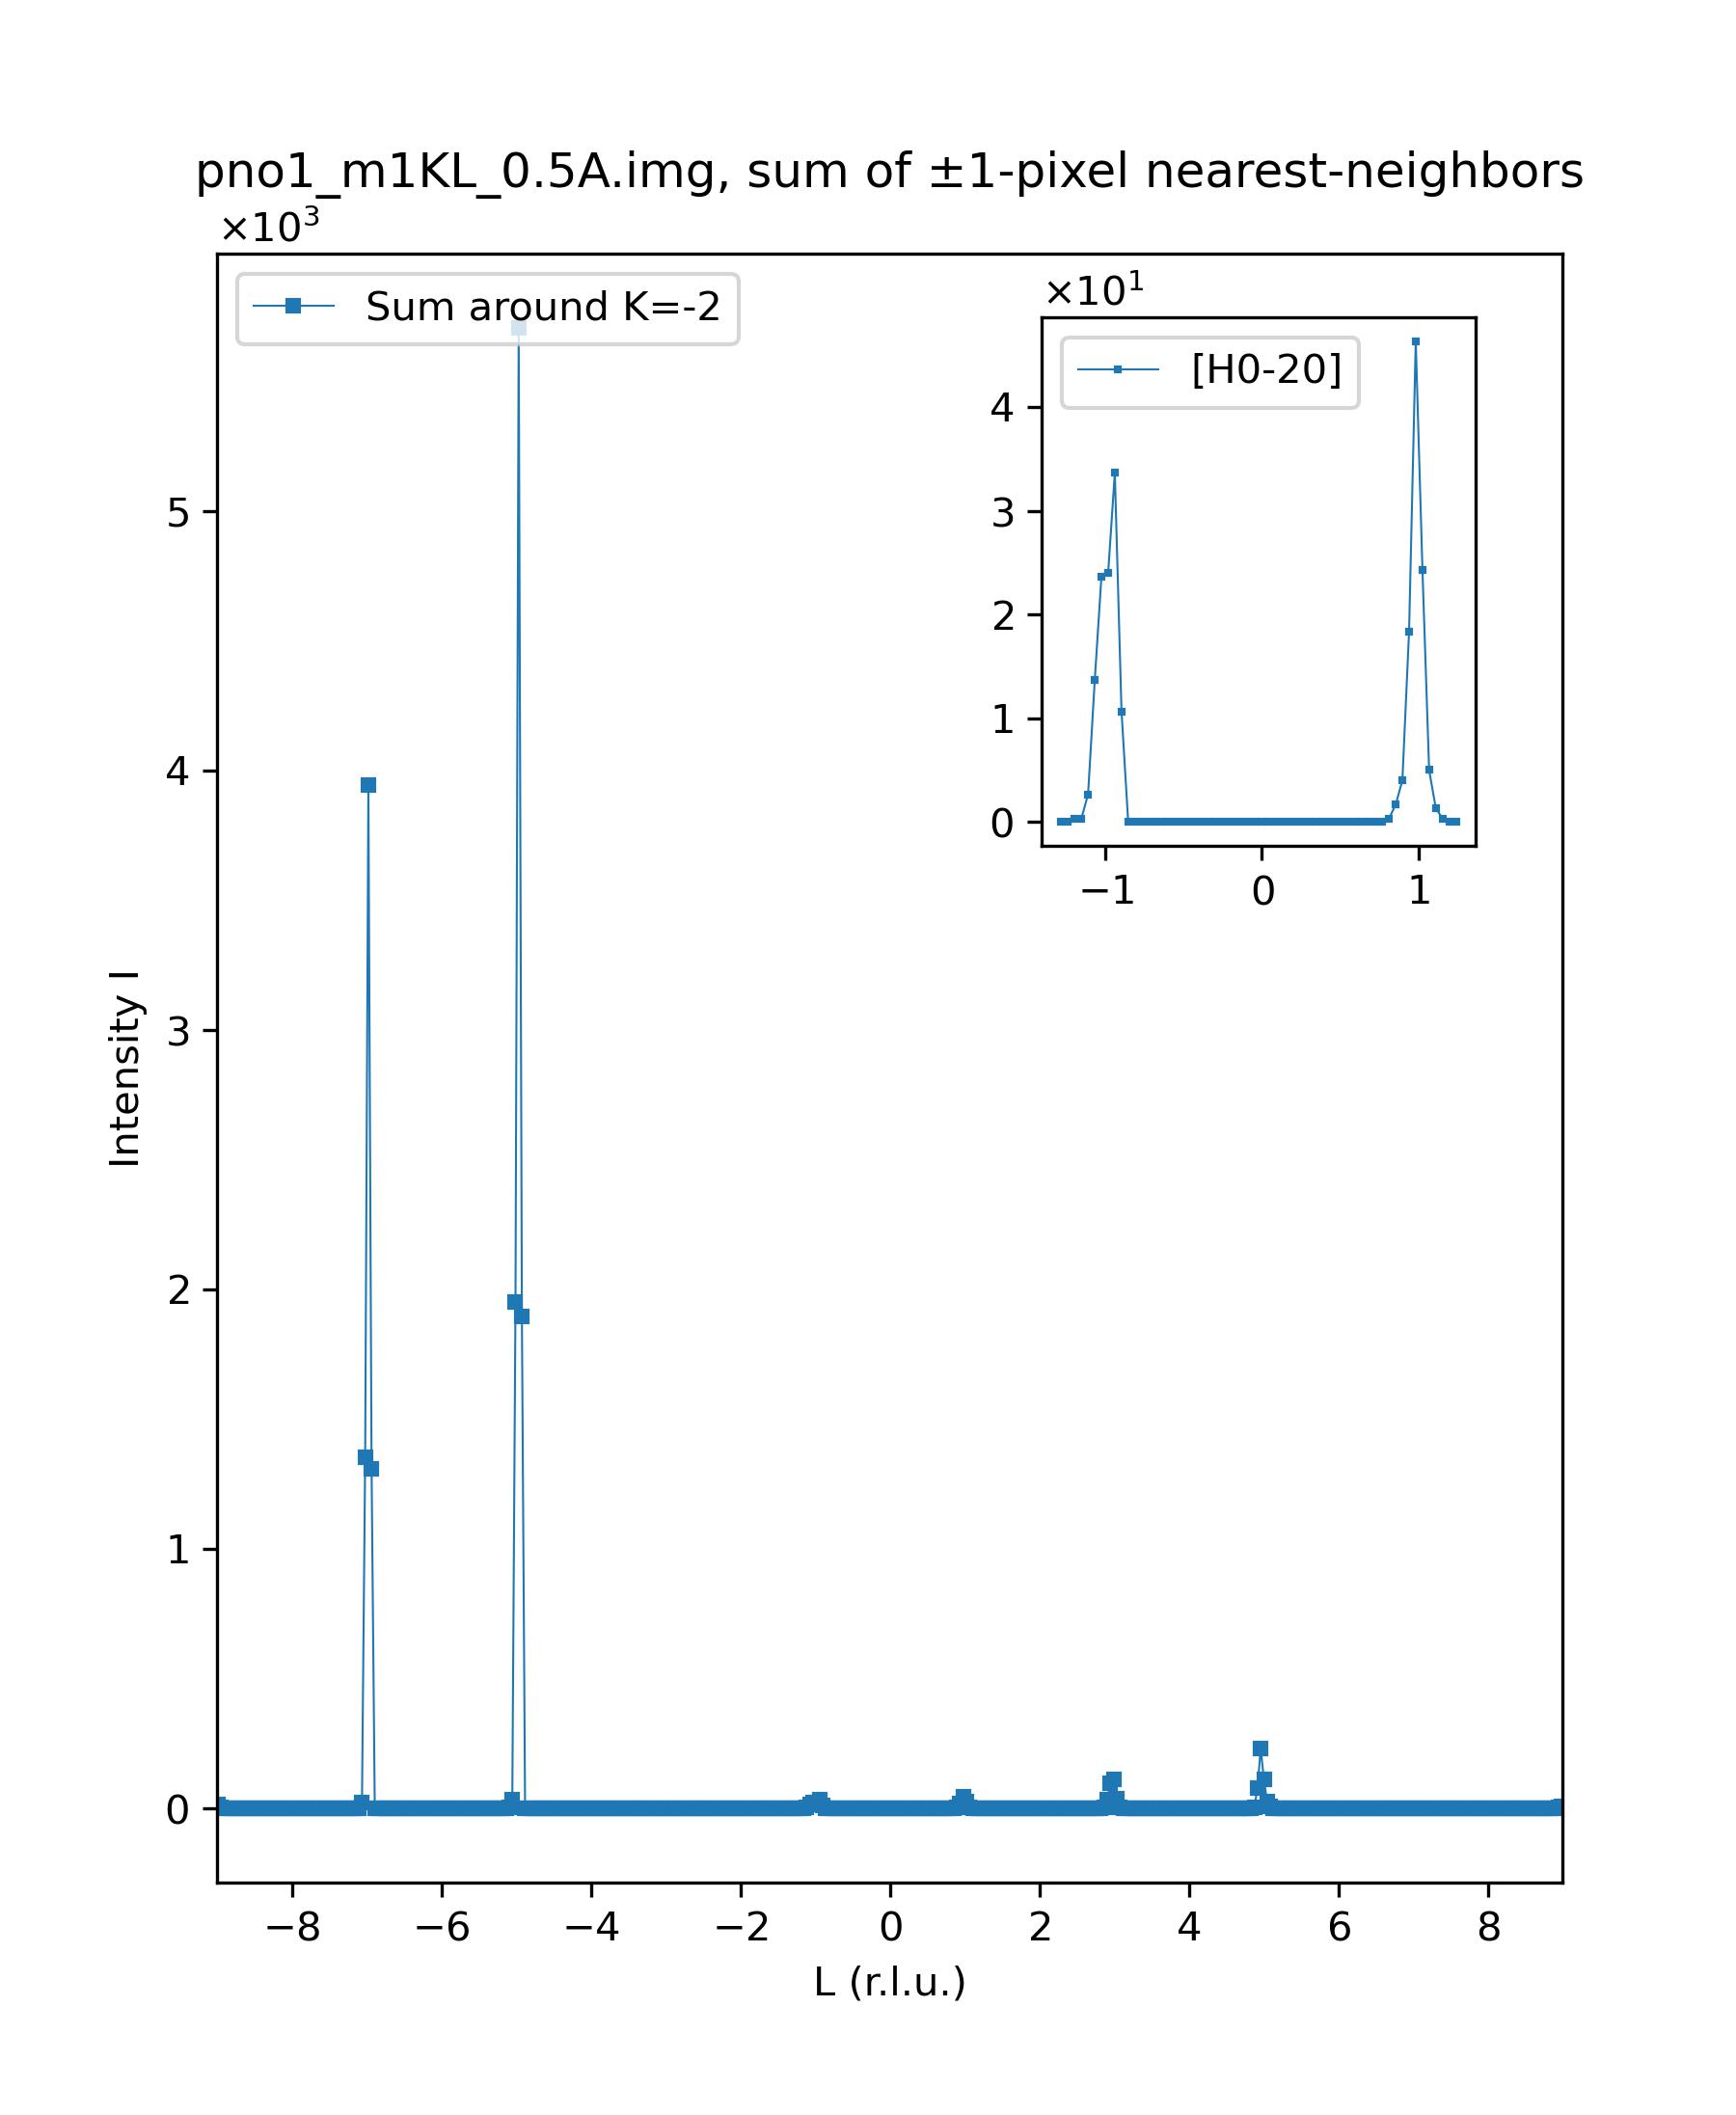 pno1_m1KL_0.5A.img, sum of ±1-pixel nearest-neighbors
×10³
Sum around K=-2
×10¹
[H0-20]
4
3
2
1
0
−1 0 1
5
4
3
2
1
0
Intensity I
−8 −6 −4 −2 0 2 4 6 8
L (r.l.u.)